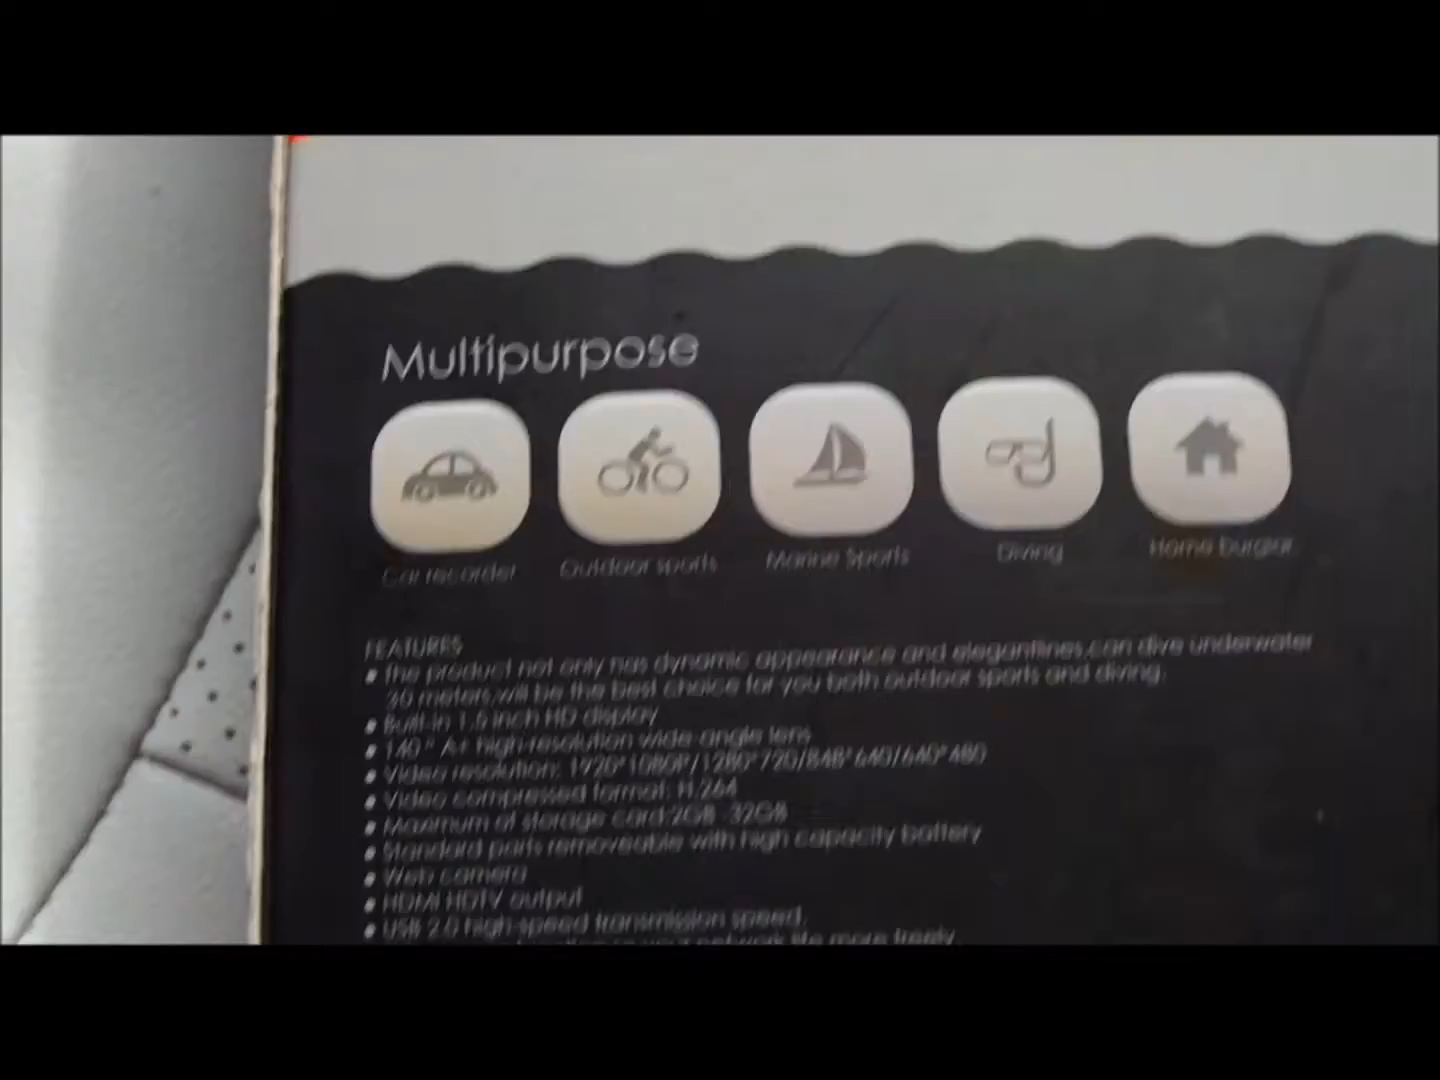 Multipurpose
Car recorder
Outdoor sports
Marine Sports
Diving
Home burglar
FEATURES
• The product not only has dynamic appearance and elegantlines,can dive underwater
meters,will be the best choice for you both outdoor sports and diving.
• Built-in 1.5 inch HD display
• 140° A+ high-resolution wide angle lens
• Video resolution: 1920*1080P/1280*720/848*640/640*480
• Video compressed format: H.264
• Maximum of storage card:2GB -32GB
• Standard parts removeable with high capacity battery
• Web camera
• HDMI HDTV output
• USB 2.0 high-speed transmission speed.
network life more freely